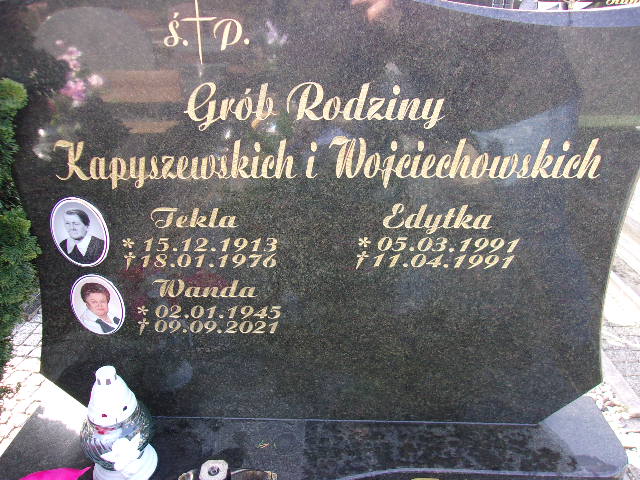 Ś. P.
Grób Rodziny
Kapyszewskich i Wojciechowskich
Tekla
* 15.12.1913
† 18.01.1976
Edytka
* 05.03.1991
† 11.04.1991
Wanda
* 02.01.1945
† 09.09.2021